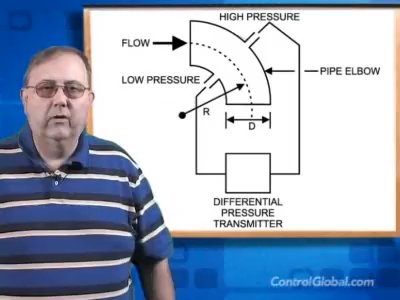 HIGH PRESSURE
FLOW
LOW PRESSURE
PIPE ELBOW
R
D
DIFFERENTIAL
PRESSURE
TRANSMITTER
ControlGlobal.com